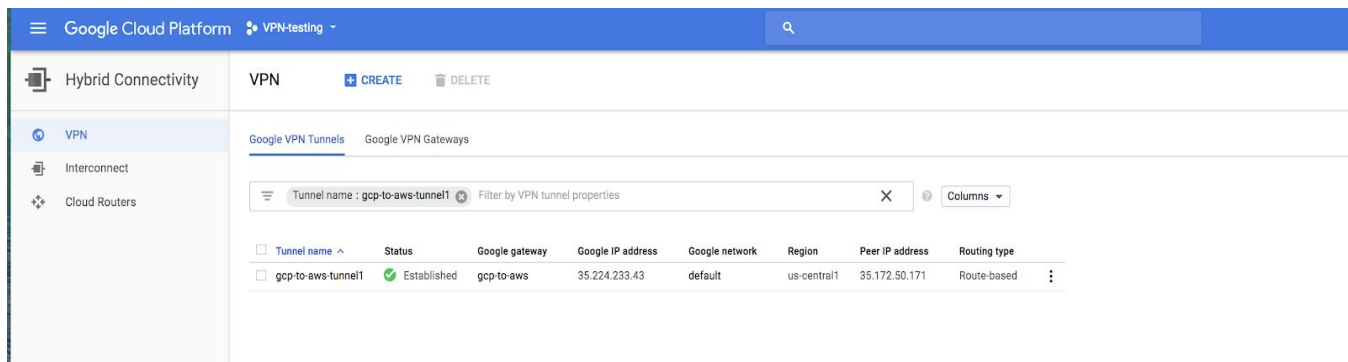 Google Cloud Platform VPN-testing
Hybrid Connectivity VPN CREATE DELETE
VPN
Interconnect
Cloud Routers
Google VPN Tunnels Google VPN Gateways
Tunnel name : gcp-to-aws-tunnel1 Filter by VPN tunnel properties Columns
Tunnel name Status Google gateway Google IP address Google network Region Peer IP address Routing type
gcp-to-aws-tunnel1 Established gcp-to-aws 35.224.233.43 default us-central1 35.172.50.171 Route-based